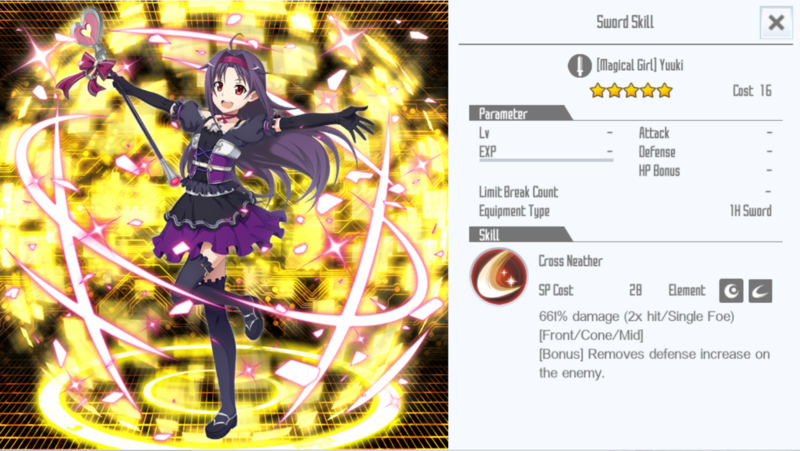 Sword Skill
[Magical Girl] Yuuki
Cost 16
Parameter
Lv - Attack -
EXP - Defense -
HP Bonus -
Limit Break Count -
Equipment Type 1H Sword
Skill
Cross Neather
SP Cost 28 Element
661% damage (2x hit/Single Foe)
[Front/Cone/Mid]
[Bonus] Removes defense increase on
the enemy.